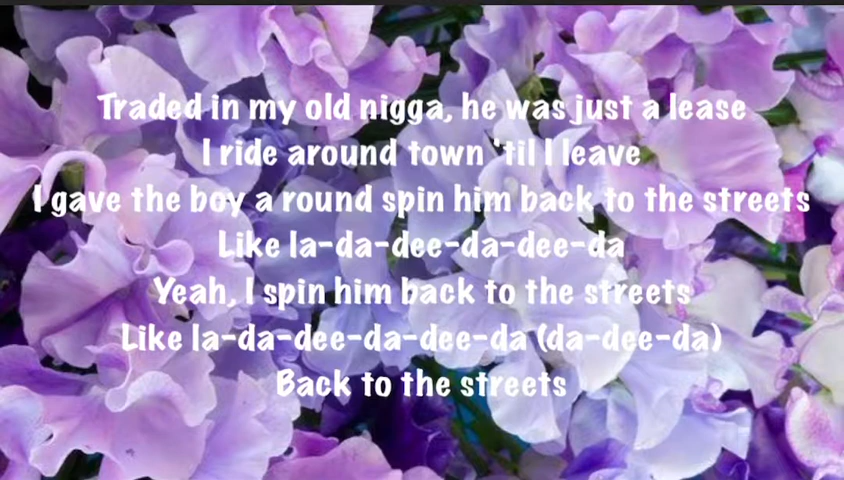 Traded in my old nigga, he was just a lease
I ride around town 'til I leave
I gave the boy a round spin him back to the streets
Like la-da-dee-da-dee-da
Yeah, I spin him back to the streets
Like la-da-dee-da-dee-da (da-dee-da)
Back to the streets